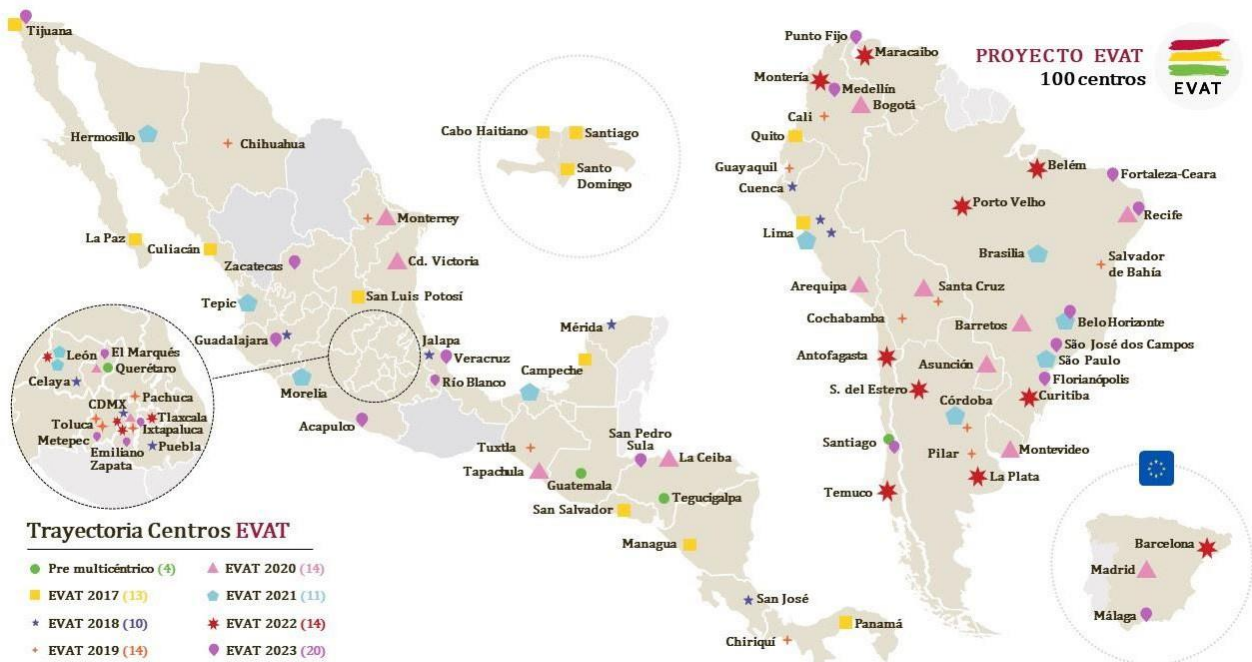 Tijuana
Hermosillo
Chihuahua
La Paz
Culiacán
Monterrey
Cd. Victoria
Zacatecas
Tepic
San Luis Potosí
Guadalajara
Morelia
Acapulco
Mérida
Jalapa
Veracruz
Río Blanco
Campeche
Tuxtla
Tapachula
Guatemala
San Pedro
Sula
La Ceiba
Tegucigalpa
San Salvador
Managua
San José
Chiriquí
Panamá
León
El Marqués
Querétaro
Celaya
Pachuca
CDMX
Tlaxcala
Toluca
Ixtapaluca
Metepec
Puebla
Emiliano
Zapata
Cabo Haitiano
Santiago
Santo
Domingo
PROYECTO EVAT
100 centros
EVAT
Punto Fijo
Maracaibo
Montería
Medellín
Bogotá
Cali
Quito
Guayaquil
Cuenca
Lima
Belém
Fortaleza-Ceara
Porto Velho
Recife
Brasilia
Salvador
de Bahía
Arequipa
Santa Cruz
Cochabamba
Barretos
Belo Horizonte
São José dos Campos
São Paulo
Antofagasta
Asunción
Florianópolis
S. del Estero
Curitiba
Córdoba
Santiago
Pilar
Montevideo
La Plata
Temuco
Barcelona
Madrid
Málaga
Trayectoria Centros EVAT
Pre multicéntrico (4)
EVAT 2017 (13)
EVAT 2018 (10)
EVAT 2019 (14)
EVAT 2020 (14)
EVAT 2021 (11)
EVAT 2022 (14)
EVAT 2023 (20)